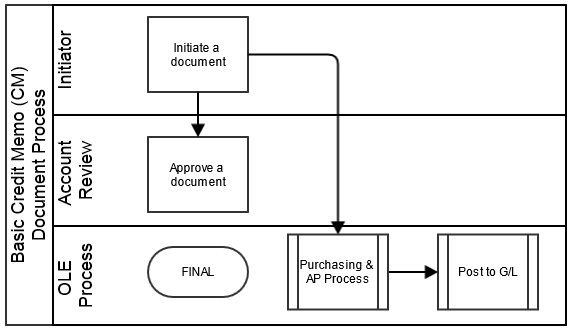 Basic Credit Memo (CM)
Document Process
Initiator
Initiate a
document
Account
Review
Approve a
document
OLE
Process
FINAL
Purchasing &
AP Process
Post to G/L